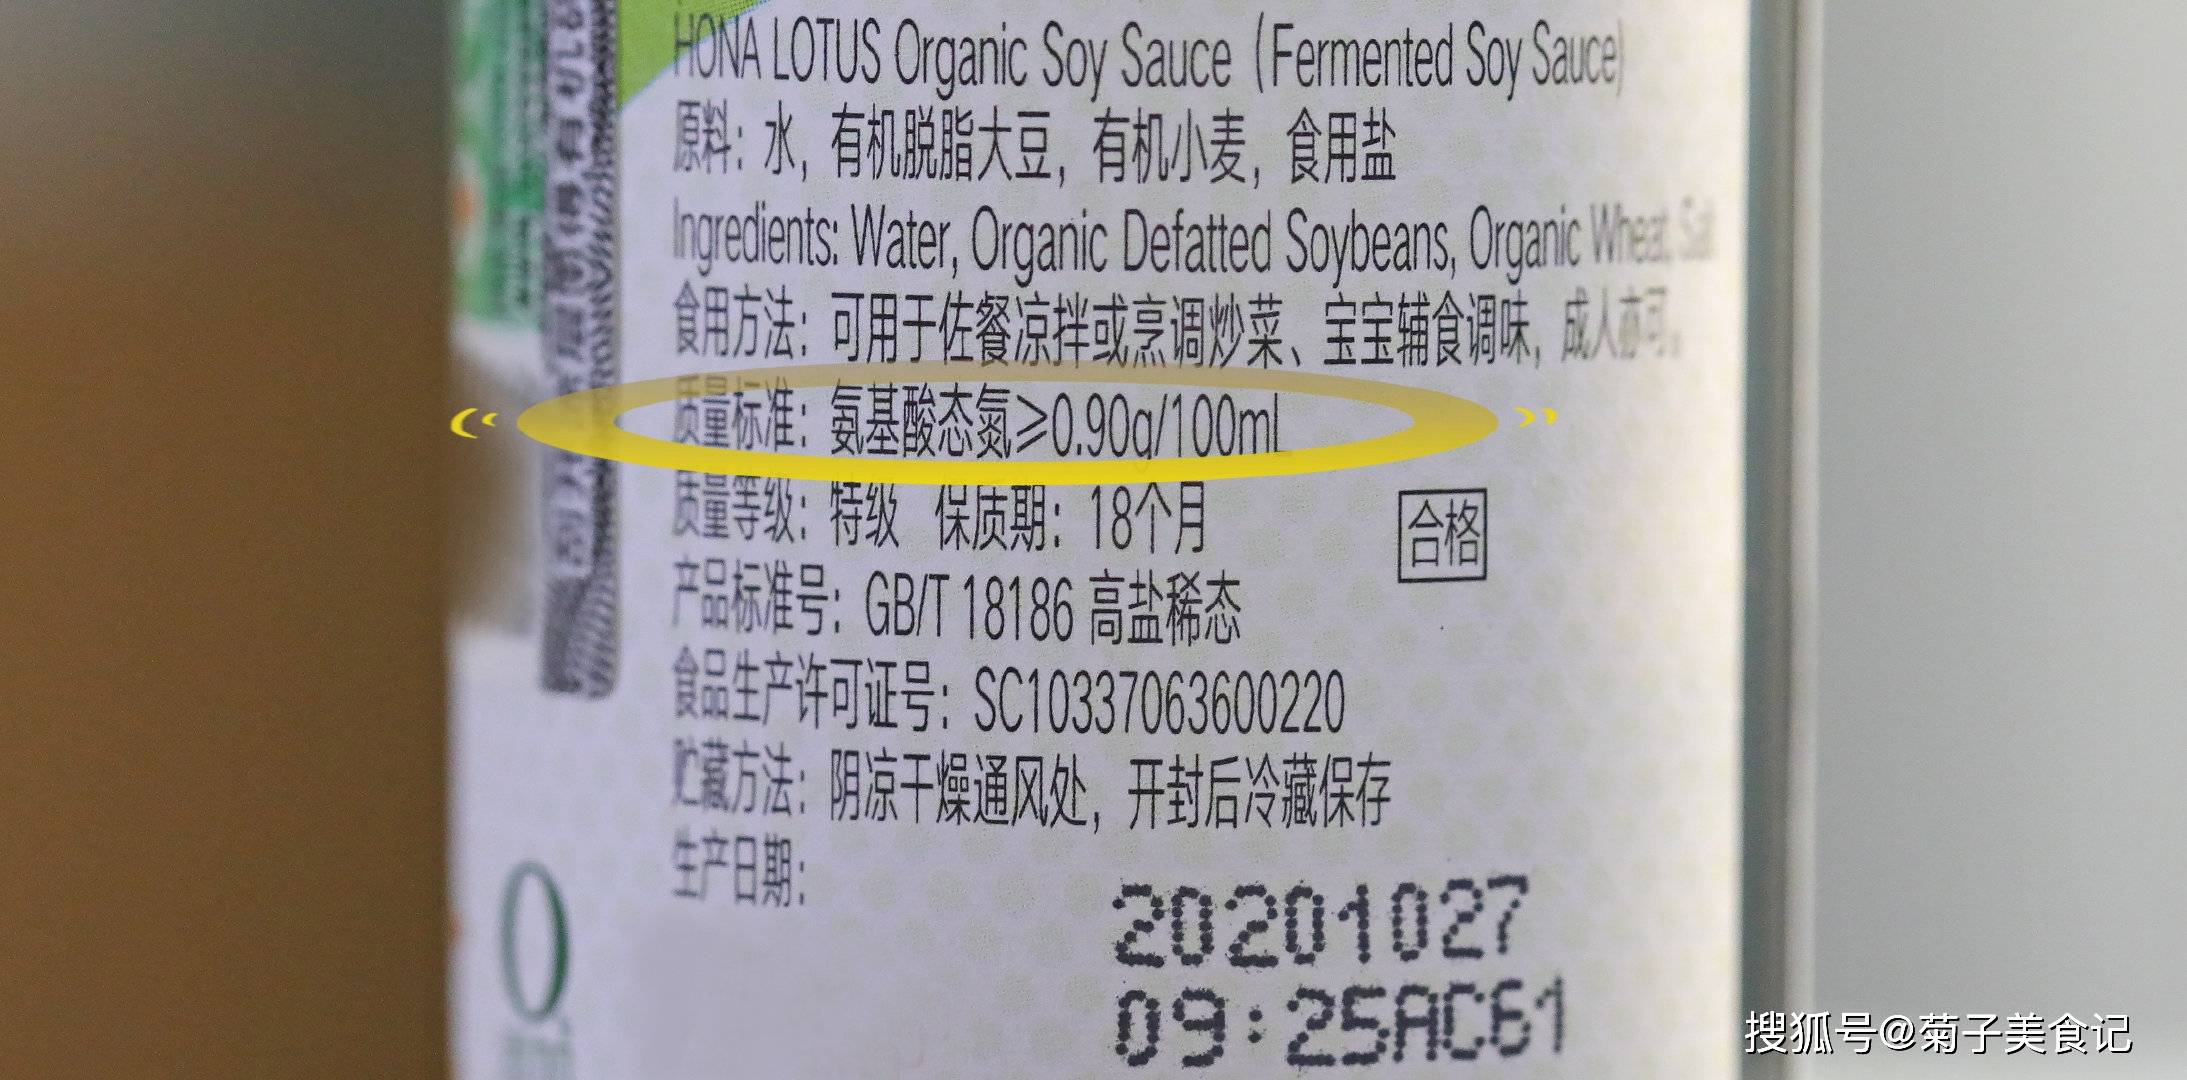 HONA LOTUS Organic Soy Sauce (Fermented Soy Sauce)
原料：水，有机脱脂大豆，有机小麦，食用盐
Ingredients: Water, Organic Defatted Soybeans, Organic Wheat, Salt
食用方法：可用于佐餐凉拌或烹调炒菜、宝宝辅食调味，成人亦可。
质量标准：氨基酸态氮≥0.90g/100mL
质量等级：特级 保质期：18个月
合格
产品标准号：GB/T 18186 高盐稀态
食品生产许可证号：SC10337063600220
贮藏方法：阴凉干燥通风处，开封后冷藏保存
生产日期：
20201027
09:25AC61
搜狐号@菊子美食记